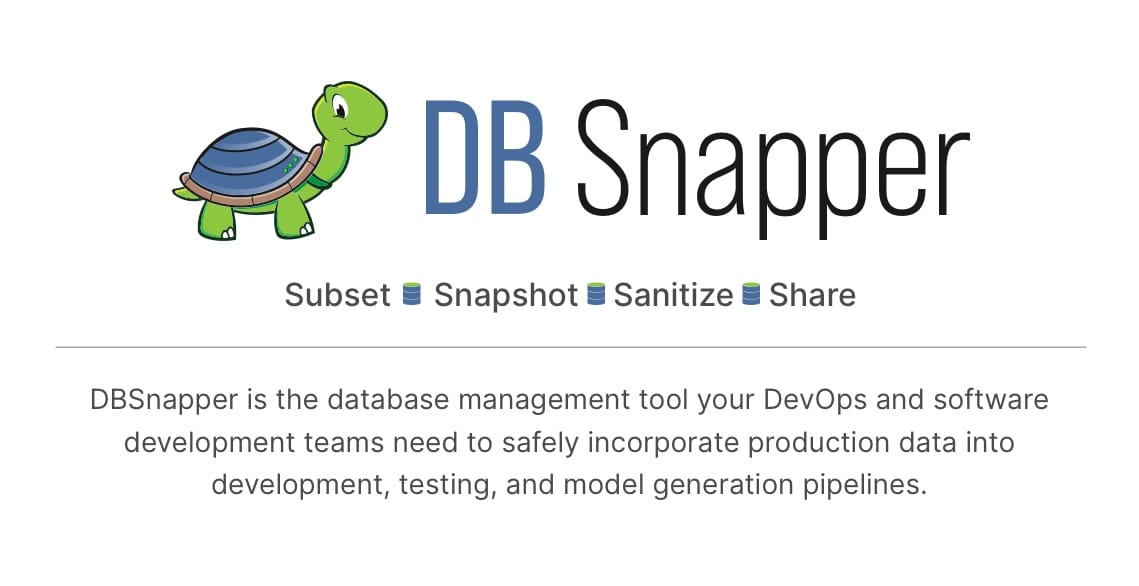 DB Snapper
Subset Snapshot Sanitize Share
DBSnapper is the database management tool your DevOps and software
development teams need to safely incorporate production data into
development, testing, and model generation pipelines.